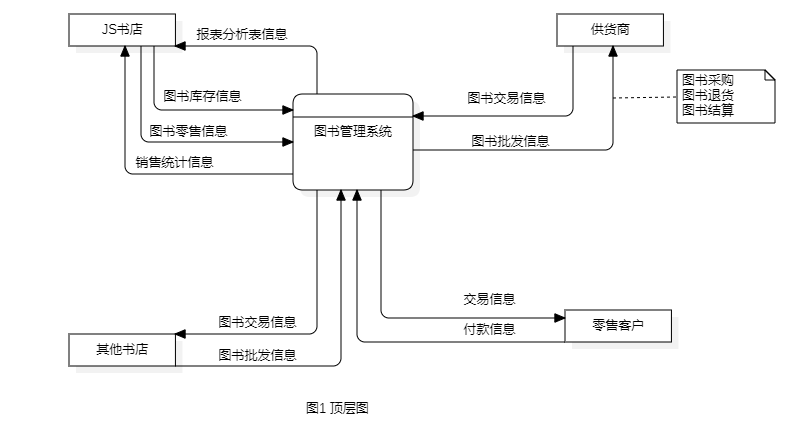 JS书店
报表分析表信息
供货商
图书采购
图书退货
图书结算
图书库存信息
图书交易信息
图书零售信息
图书管理系统
图书批发信息
销售统计信息
交易信息
图书交易信息
付款信息
零售客户
其他书店
图书批发信息
图1 顶层图